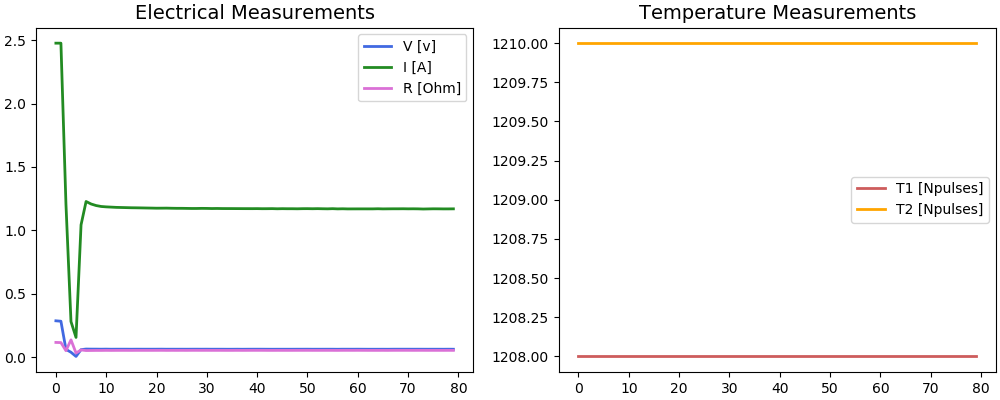 Electrical Measurements
2.5
2.0
1.5
1.0
0.5
0.0
0 10 20 30 40 50 60 70 80
V [v]
I [A]
R [Ohm]
Temperature Measurements
1210.00
1209.75
1209.50
1209.25
1209.00
1208.75
1208.50
1208.25
1208.00
0 10 20 30 40 50 60 70 80
T1 [Npulses]
T2 [Npulses]